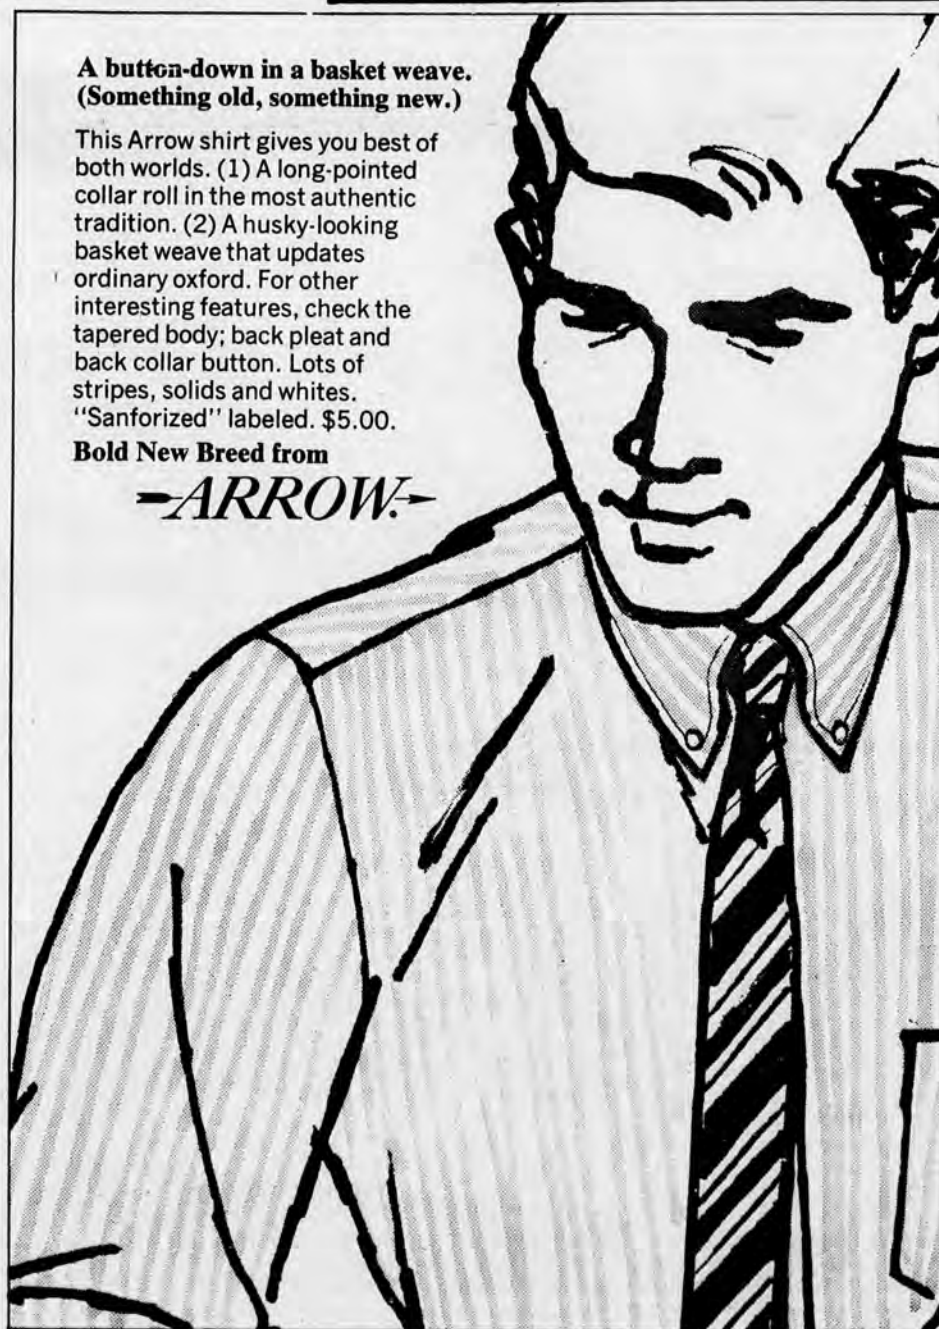 A button-down in a basket weave.
(Something old, something new.)
This Arrow shirt gives you best of
both worlds. (1) A long-pointed
collar roll in the most authentic
tradition. (2) A husky-looking
basket weave that updates
ordinary oxford. For other
interesting features, check the
tapered body; back pleat and
back collar button. Lots of
stripes, solids and whites.
"Sanforized" labeled. $5.00.
Bold New Breed from
ARROW.